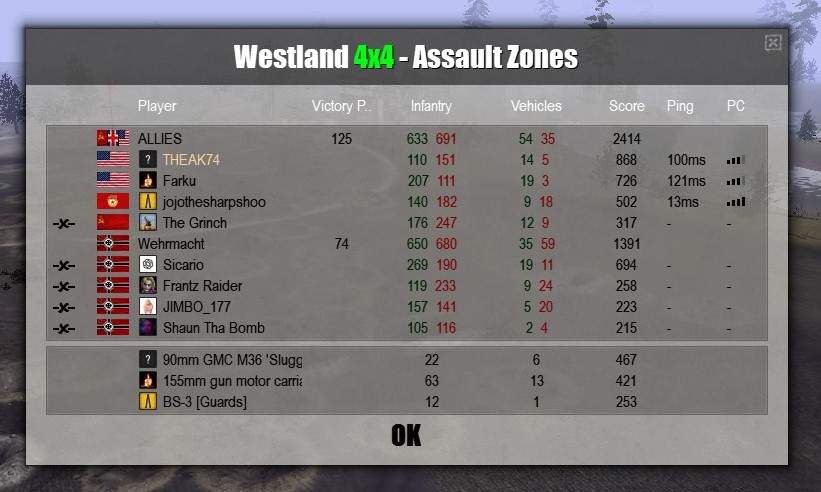 Westland 4x4 - Assault Zones
Player Victory P.. Infantry Vehicles Score Ping PC
ALLIES 125 633 691 54 35 2414
? THEAK74 110 151 14 5 868 100ms
Farku 207 111 19 3 726 121ms
jojothesharpshoo 140 182 9 18 502 13ms
The Grinch 176 247 12 9 317 - -
Wehrmacht 74 650 680 35 59 1391
Sicario 269 190 19 11 694 - -
Frantz Raider 119 233 9 24 258 - -
JIMBO_177 157 141 5 20 223 - -
Shaun Tha Bomb 105 116 2 4 215 - -
? 90mm GMC M36 'Slugg 22 6 467
155mm gun motor carria 63 13 421
BS-3 [Guards] 12 1 253
OK